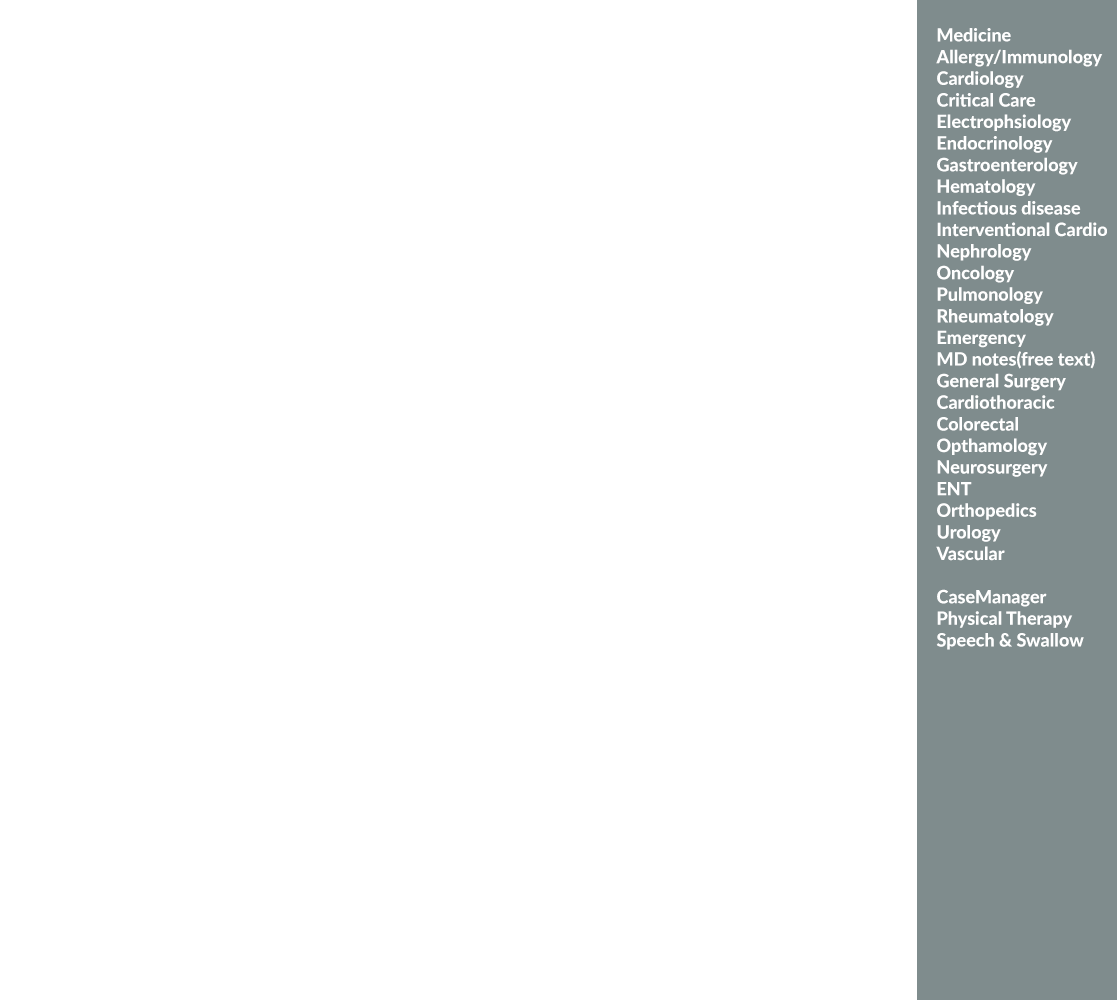 Medicine
Allergy/Immunology
Cardiology
Critical Care
Electrophsiology
Endocrinology
Gastroenterology
Hematology
Infectious disease
Interventional Cardio
Nephrology
Oncology
Pulmonology
Rheumatology
Emergency
MD notes(free text)
General Surgery
Cardiothoracic
Colorectal
Opthamology
Neurosurgery
ENT
Orthopedics
Urology
Vascular
CaseManager
Physical Therapy
Speech & Swallow